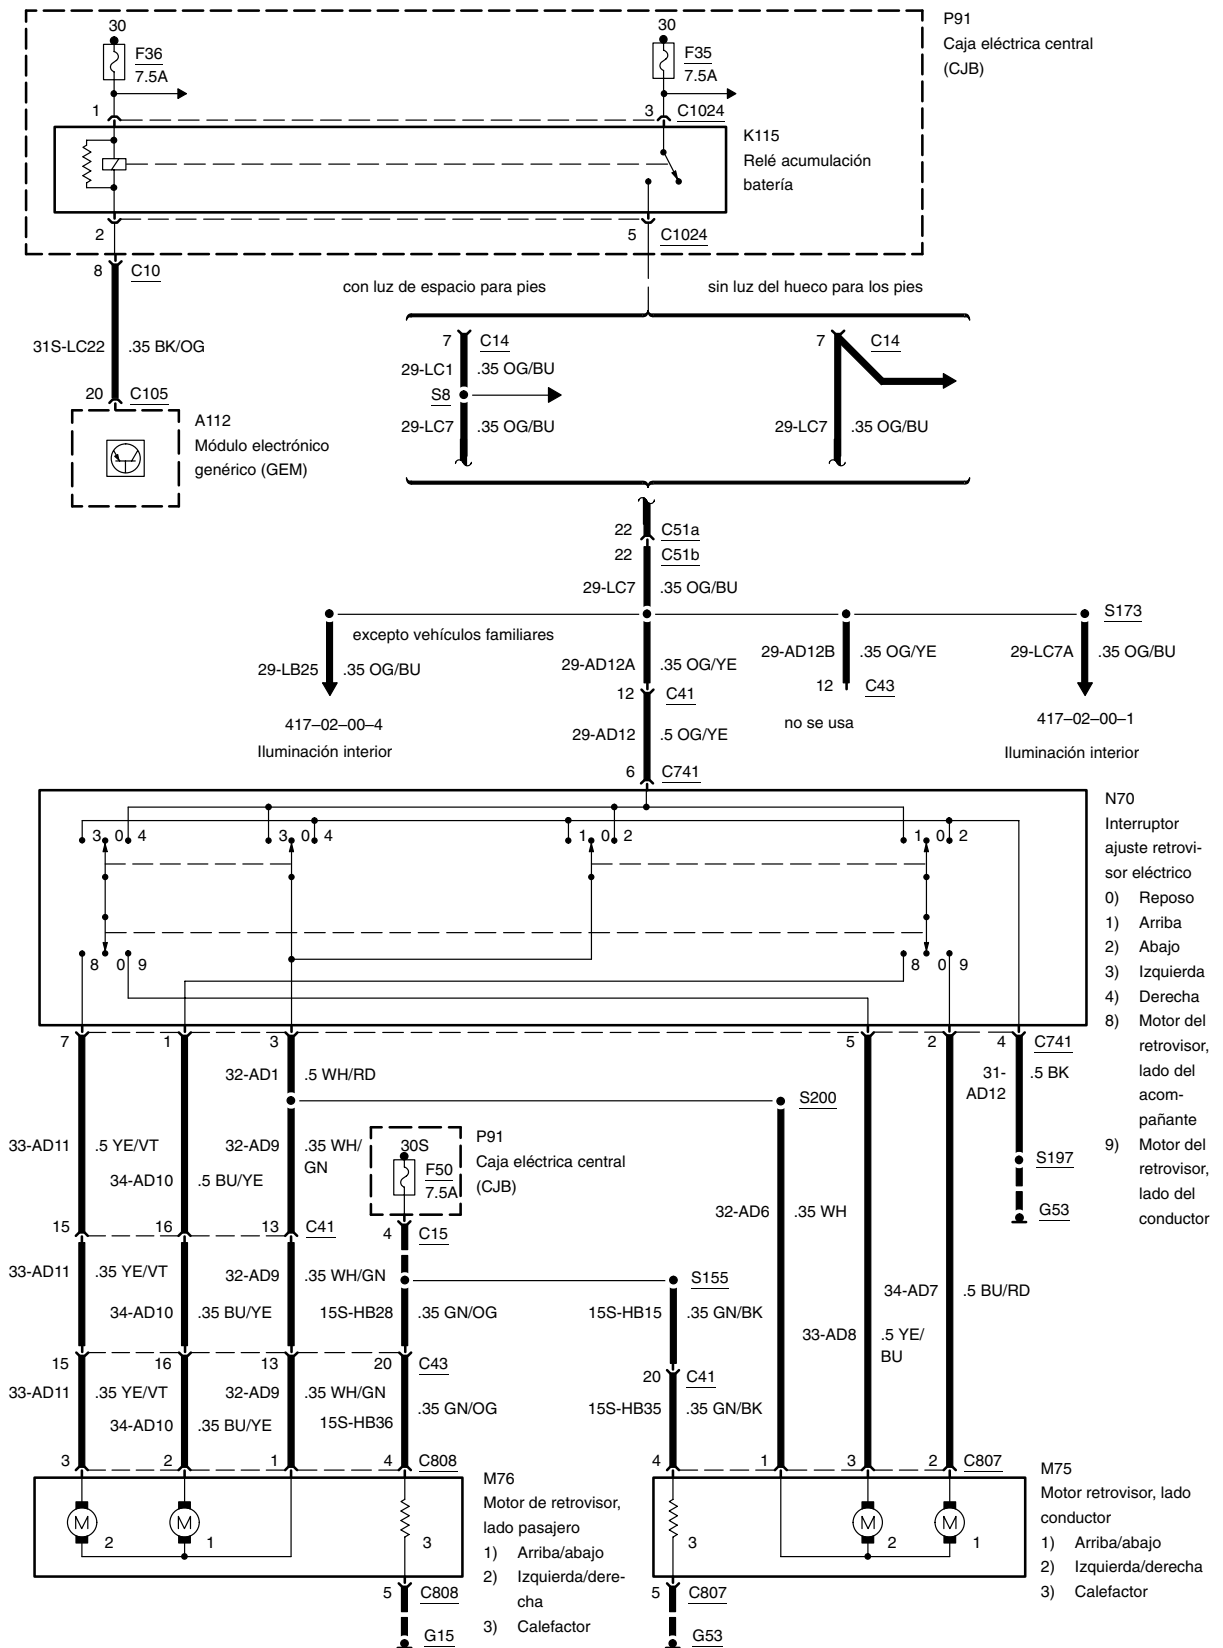 P91
Caja eléctrica central
(CJB)
30
F36
7.5A
30
F35
7.5A
1
3 C1024
K115
Relé acumulación
batería
2
5 C1024
8 C10
con luz de espacio para pies
sin luz del hueco para los pies
31S-LC22 .35 BK/OG
7 C14
29-LC1 .35 OG/BU
S8
29-LC7 .35 OG/BU
7 C14
29-LC7 .35 OG/BU
20 C105
A112
Módulo electrónico
genérico (GEM)
22 C51a
22 C51b
29-LC7 .35 OG/BU
S173
excepto vehículos familiares
29-LB25 .35 OG/BU
29-AD12A .35 OG/YE
29-AD12B .35 OG/YE
29-LC7A .35 OG/BU
12 C41
12 C43
417–02–00–4
Iluminación interior
29-AD12 .5 OG/YE
no se usa
417–02–00–1
Iluminación interior
6 C741
N70
Interruptor
ajuste retrovi-
sor eléctrico
0) Reposo
1) Arriba
2) Abajo
3) Izquierda
4) Derecha
8) Motor del
retrovisor,
lado del
acom-
pañante
9) Motor del
retrovisor,
lado del
conductor
3 0 4
3 0 4
1 0 2
1 0 2
8 0 9
8 0 9
7 1 3 5 2 4 C741
32-AD1 .5 WH/RD
31-
AD12
.5 BK
S200
33-AD11 .5 YE/VT
34-AD10 .5 BU/YE
32-AD9 .35 WH/
GN
30S
F50
7.5A
P91
Caja eléctrica central
(CJB)
S197
G53
32-AD6 .35 WH
15 16 13 C41
4 C15
33-AD11 .35 YE/VT
32-AD9 .35 WH/GN
S155
34-AD10 .35 BU/YE
15S-HB28 .35 GN/OG
15S-HB15 .35 GN/BK
34-AD7 .5 BU/RD
33-AD8 .5 YE/
BU
15 16 13 20 C43
20 C41
33-AD11 .35 YE/VT
32-AD9 .35 WH/GN
34-AD10 .35 BU/YE
15S-HB36 .35 GN/OG
15S-HB35 .35 GN/BK
3 2 1 4 C808
4 1 3 2 C807
M76
Motor de retrovisor,
lado pasajero
1) Arriba/abajo
2) Izquierda/dere-
cha
3) Calefactor
M 2
M 1
3
3
M 2
M 1
M75
Motor retrovisor, lado
conductor
1) Arriba/abajo
2) Izquierda/derecha
3) Calefactor
5 C808
G15
5 C807
G53